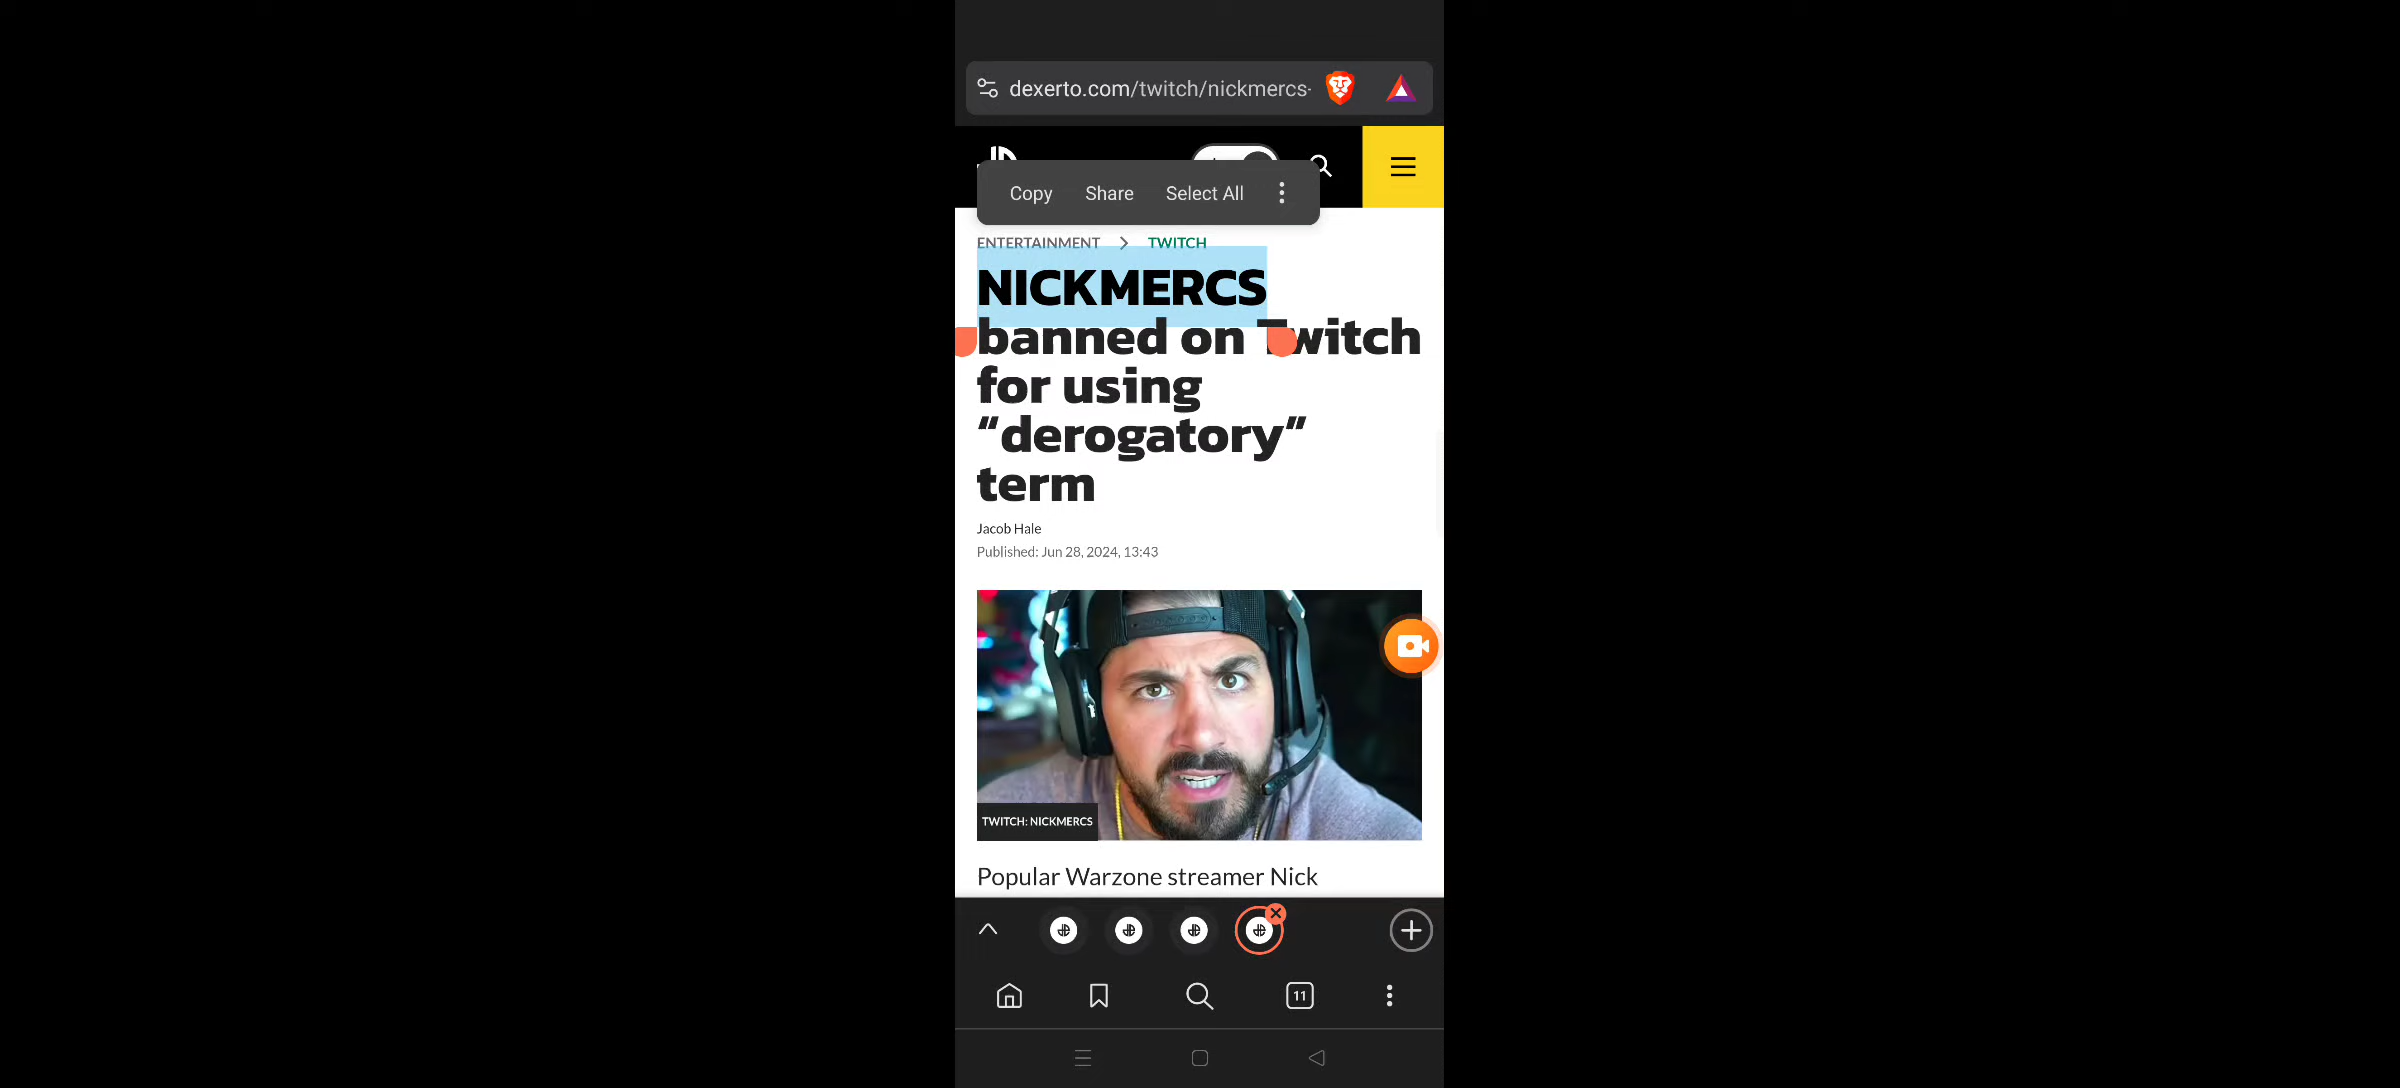 dexerto.com/twitch/nickmercs-
Copy Share Select All
ENTERTAINMENT TWITCH
NICKMERCS
banned on Twitch
for using
“derogatory”
term
Jacob Hale
Published: Jun 28, 2024, 13:43
TWITCH: NICKMERCS
Popular Warzone streamer Nick
11